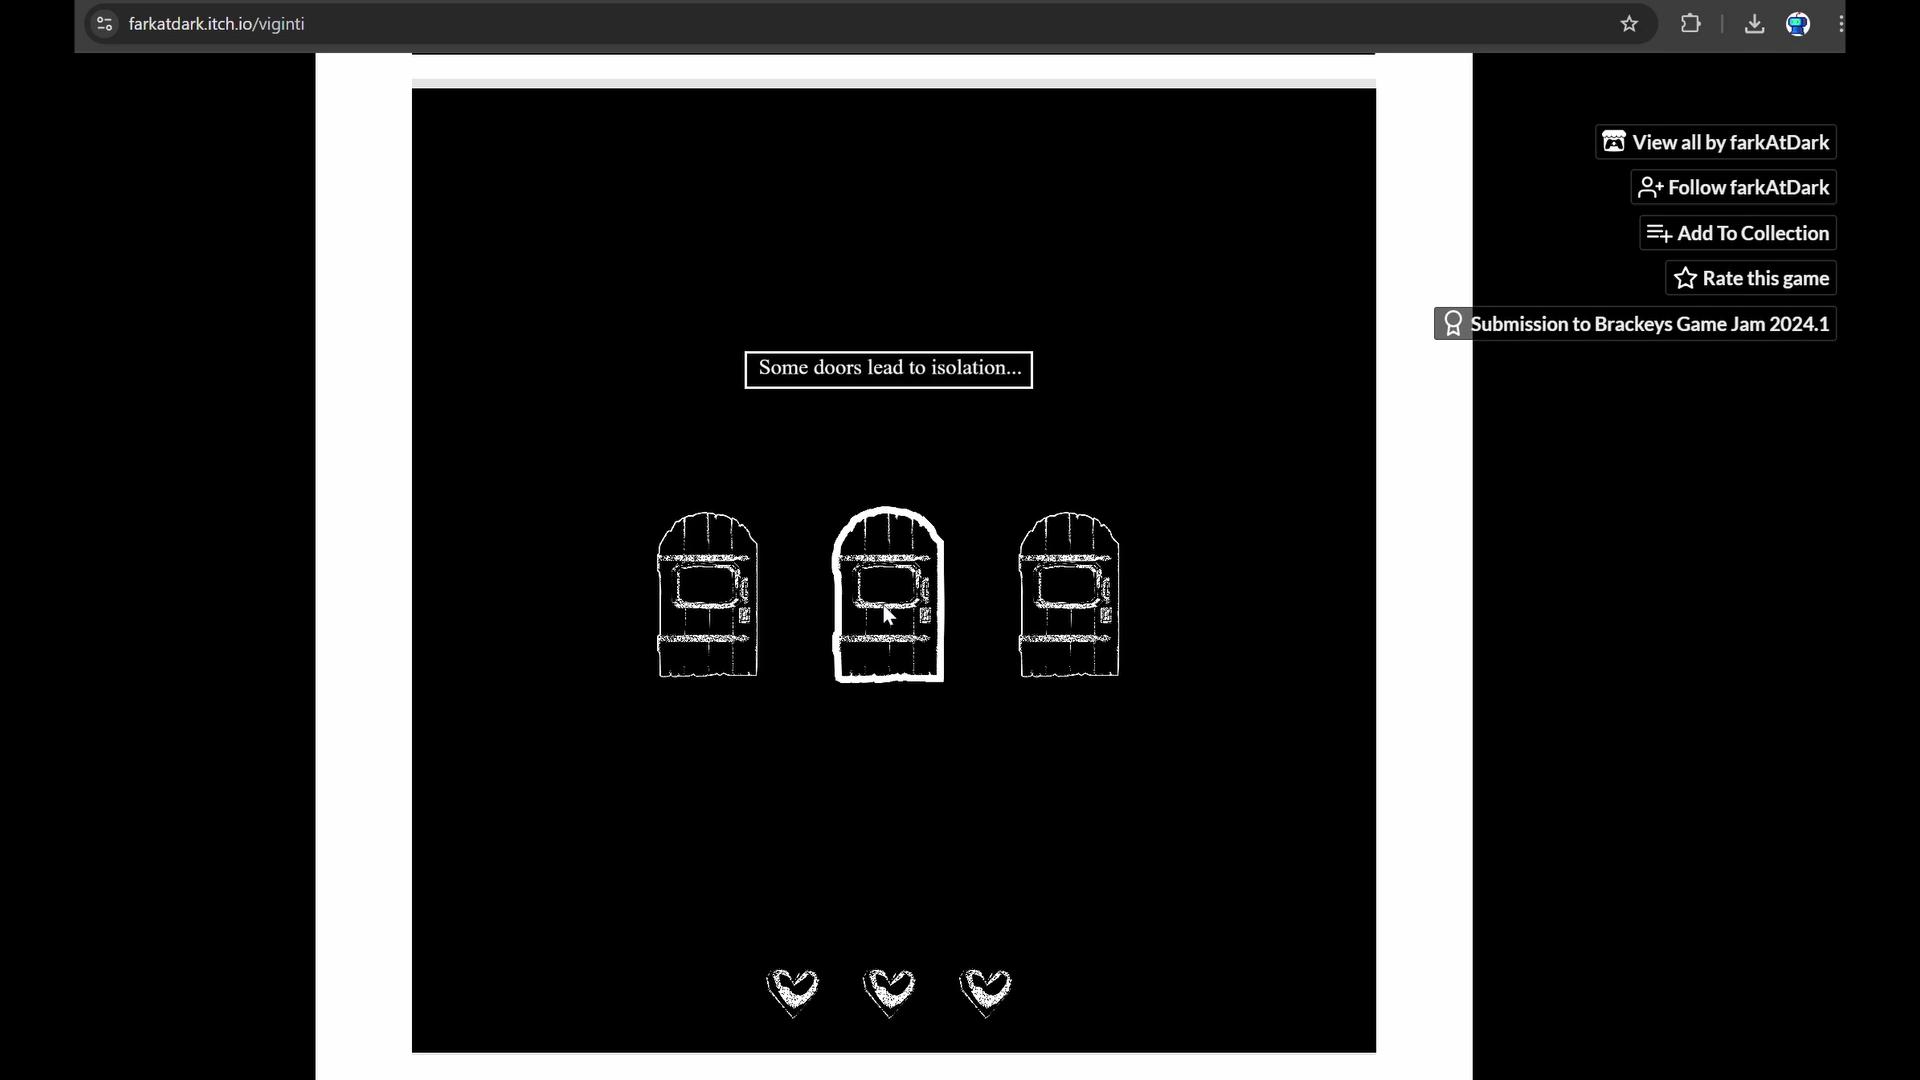 farkatdark.itch.io/viginti
View all by farkAtDark
Follow farkAtDark
Add To Collection
Rate this game
Submission to Brackeys Game Jam 2024.1
Some doors lead to isolation...